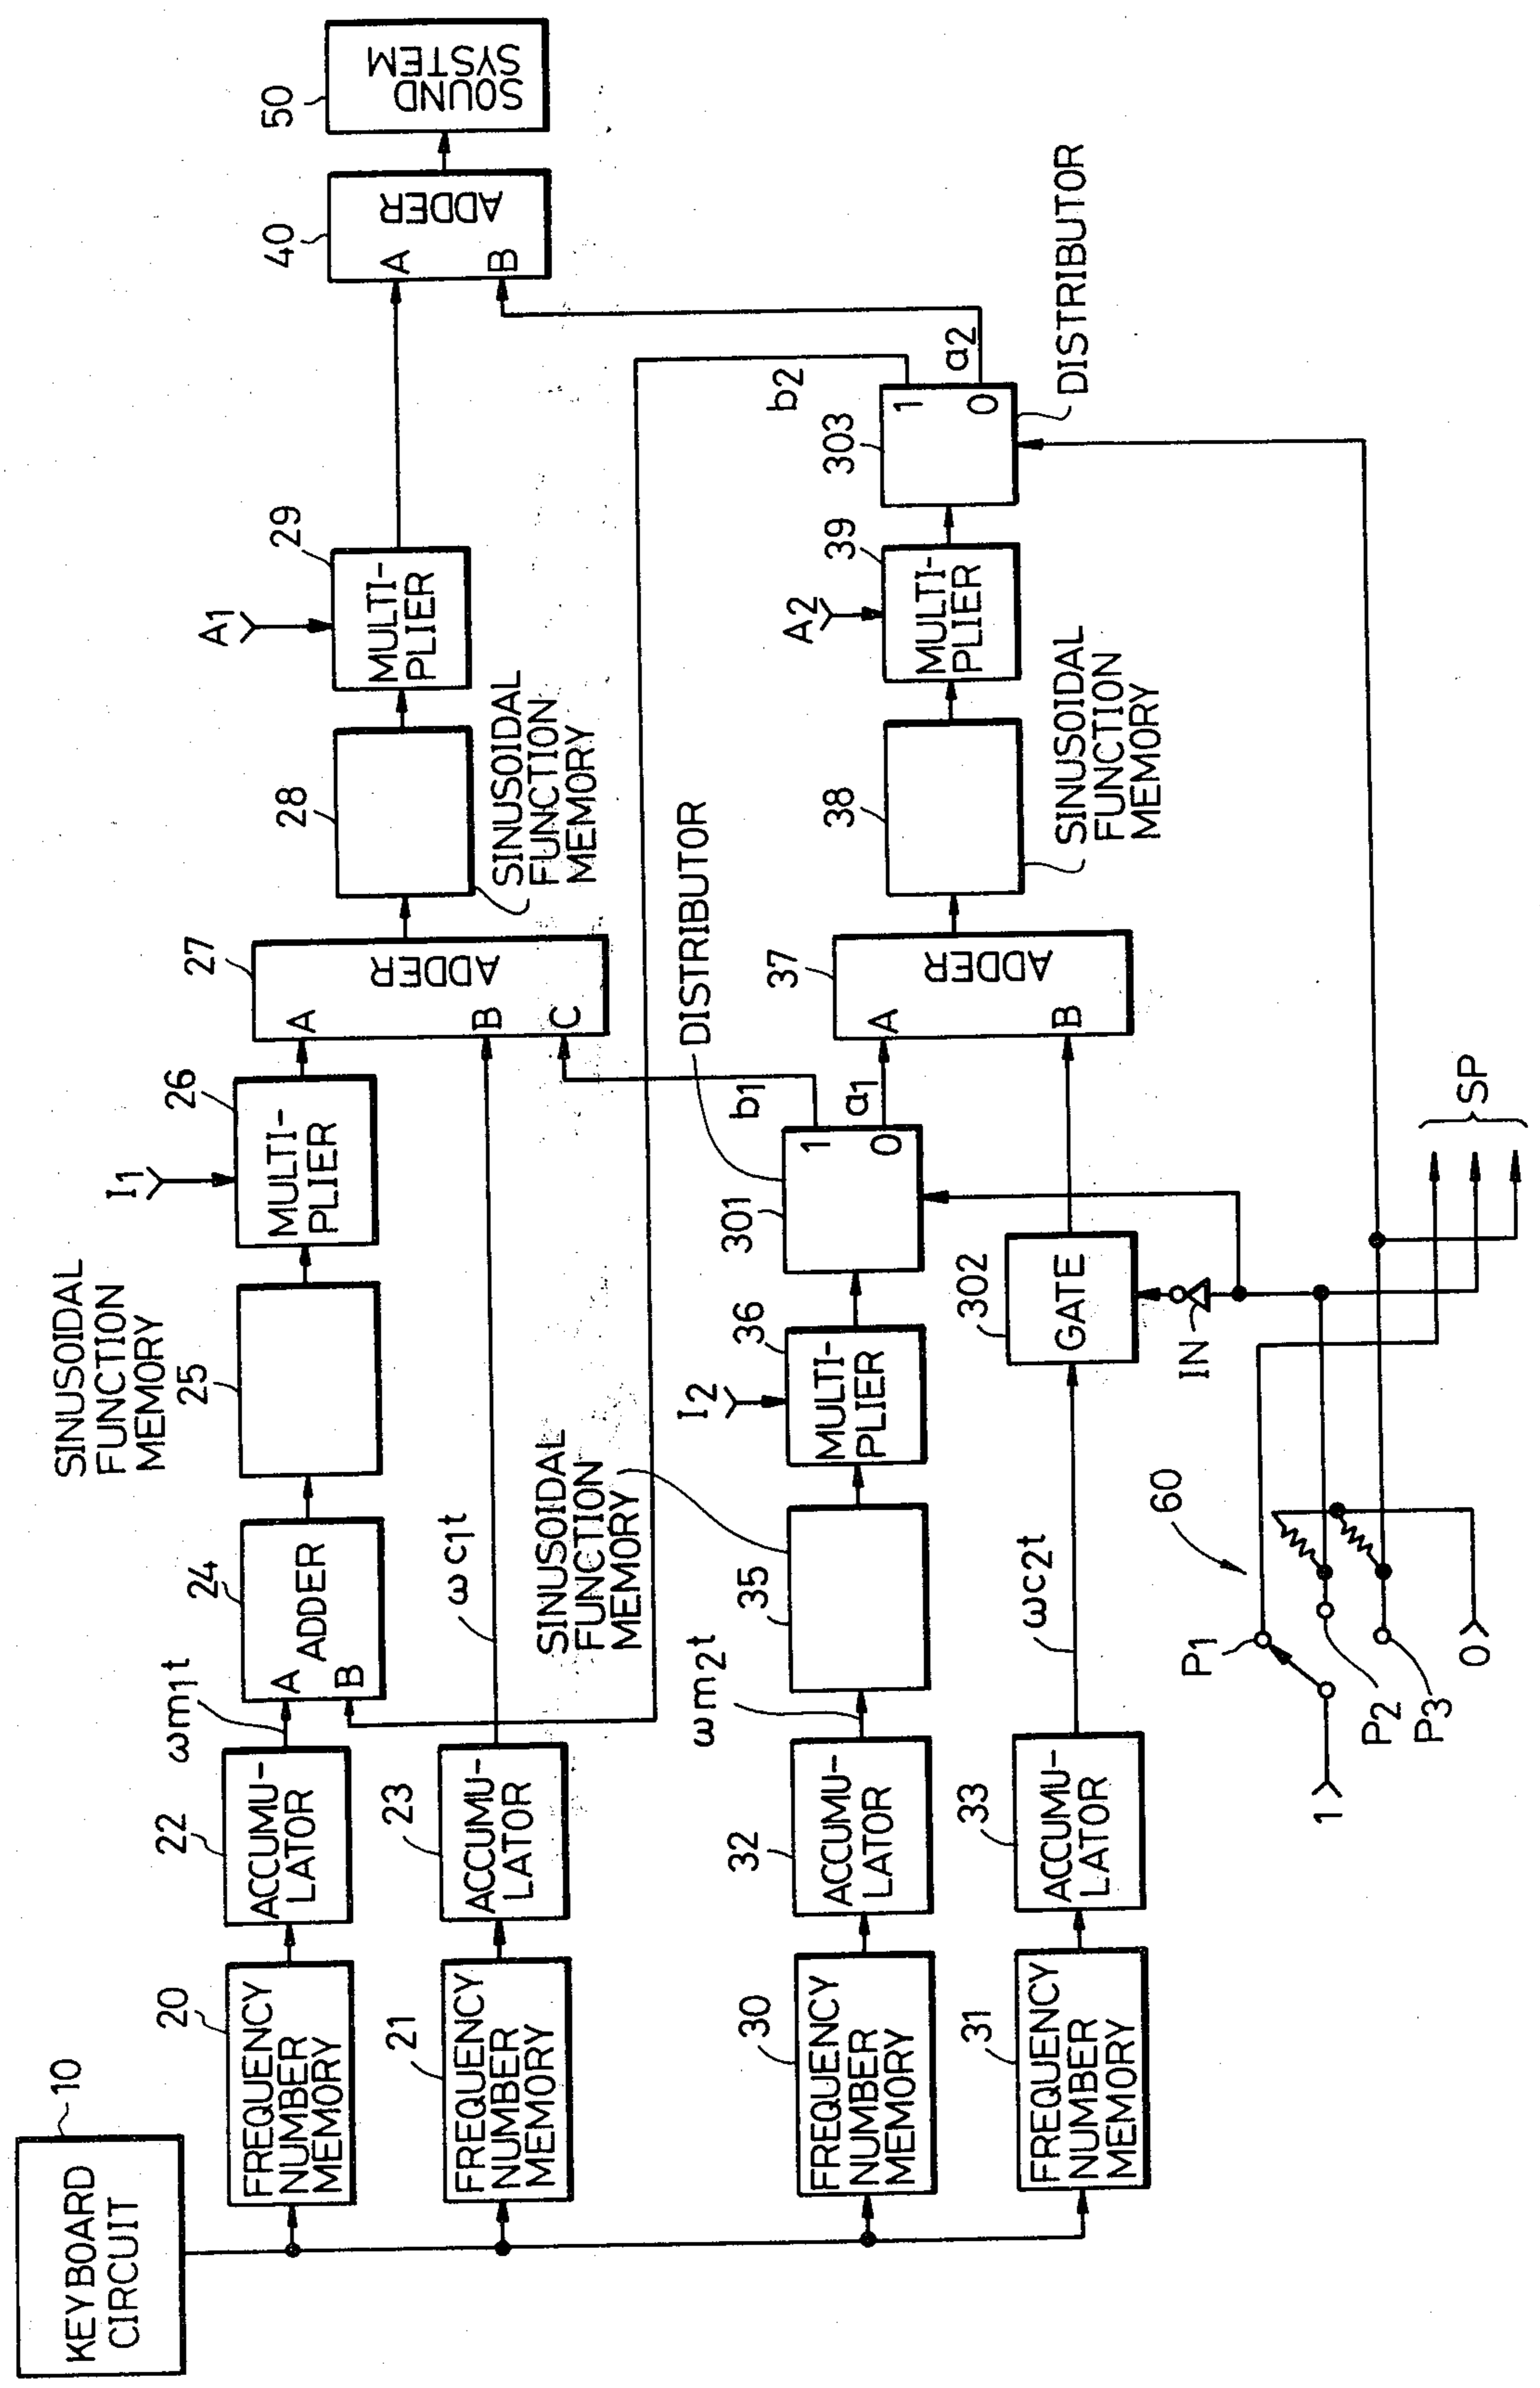 KEYBOARD
CIRCUIT
10
20
FREQUENCY
NUMBER
MEMORY
22
ACCUMU-
LATOR
ωm1t
24
A
B
ADDER
SINUSOIDAL
FUNCTION
MEMORY
25
I1
26
MULTI-
PLIER
27
A
B
C
ADDER
28
SINUSOIDAL
FUNCTION
MEMORY
A1
29
MULTI-
PLIER
40
A
B
ADDER
50
SOUND
SYSTEM
21
FREQUENCY
NUMBER
MEMORY
23
ACCUMU-
LATOR
ωc1t
SINUSOIDAL
FUNCTION
MEMORY
30
FREQUENCY
NUMBER
MEMORY
32
ACCUMU-
LATOR
ωm2t
35
I2
36
MULTI-
PLIER
DISTRIBUTOR
301
1
0
b1
a1
37
A
B
ADDER
38
SINUSOIDAL
FUNCTION
MEMORY
A2
39
MULTI-
PLIER
303
1
0
b2
a2
DISTRIBUTOR
31
FREQUENCY
NUMBER
MEMORY
33
ACCUMU-
LATOR
ωc2t
302
GATE
IN
60
P1
P2
P3
1
0
SP